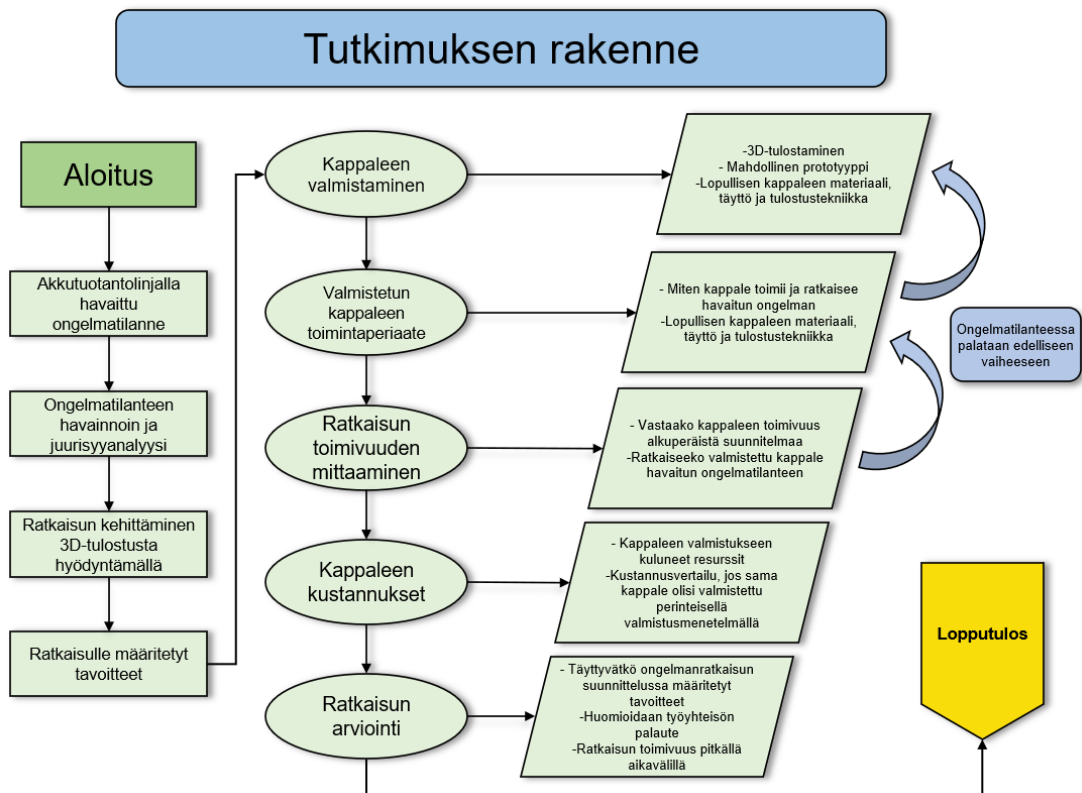 Tutkimuksen rakenne
Aloitus
Akkutuotantolinjalla
havaittu
ongelmatilanne
Ongelmatilanteen
havainnoin ja
juurisyyanalyysi
Ratkaisun kehittäminen
3D-tulostusta
hyödyntämällä
Ratkaisulle määritetyt
tavoitteet
Kappaleen
valmistaminen
-3D-tulostaminen
- Mahdollinen prototyyppi
-Lopullisen kappaleen materiaali,
täyttö ja tulostustekniikka
Valmistetun
kappaleen
toimintaperiaate
- Miten kappale toimii ja ratkaisee
havaitun ongelman
- Lopullisen kappaleen materiaali,
täyttö ja tulostustekniikka
Ongelmatilanteessa
palataan edelliseen
vaiheeseen
Ratkaisun
toimivuuden
mittaaminen
- Vastaako kappaleen toimivuus
alkuperäistä suunnitelmaa
- Ratkaiseeko valmistettu kappale
havaitun ongelmatilanteen
Kappaleen
kustannukset
- Kappaleen valmistukseen
kuluneet resurssit
-Kustannusvertailu, jos sama
kappale olisi valmistettu
perinteisellä
valmistusmenetelmällä
Ratkaisun
arviointi
- Täyttyvätkö ongelmanratkaisun
suunnittelussa määritetyt
tavoitteet
-Huomioidaan työyhteisön
palaute
-Ratkaisun toimivuus pitkällä
aikavälillä
Lopputulos